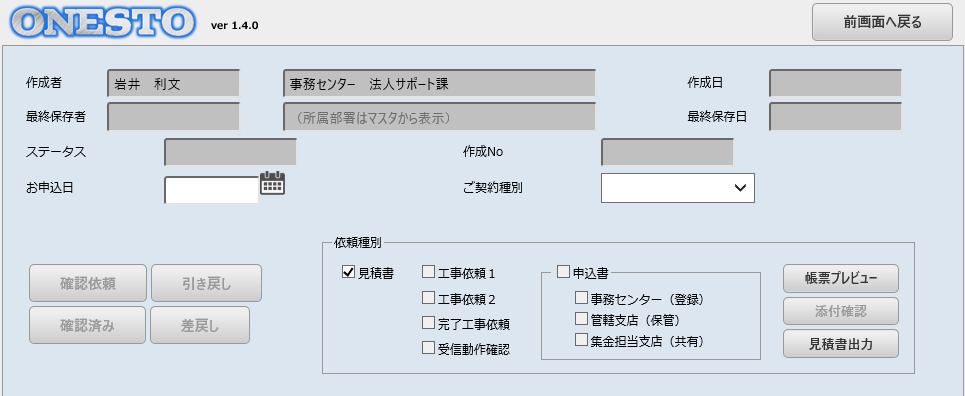 ONESTO ver 1.4.0 前画面へ戻る
作成者 岩井 利文 事務センター 法人サポート課 作成日
最終保存者 （所属部署はマスタから表示） 最終保存日
ステータス 作成No
お申込日 ご契約種別
依頼種別
確認依頼 引き戻し
確認済み 差戻し
見積書 工事依頼１ 申込書 帳票プレビュー
工事依頼２ 事務センター（登録）
完了工事依頼 管轄支店（保管） 添付確認
受信動作確認 集金担当支店（共有） 見積書出力